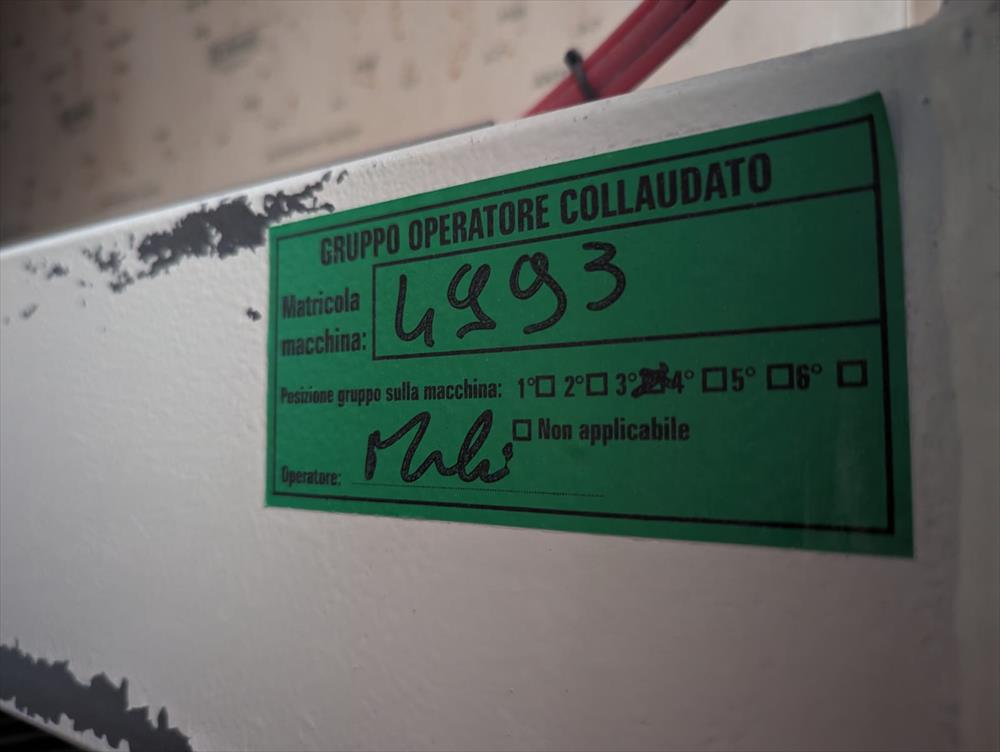 GRUPPO OPERATORE COLLAUDATO
Matricola
macchina: 4993
Posizione gruppo sulla macchina: 1° 2° 3° 4° 5° 6°
Non applicabile
Operatore: